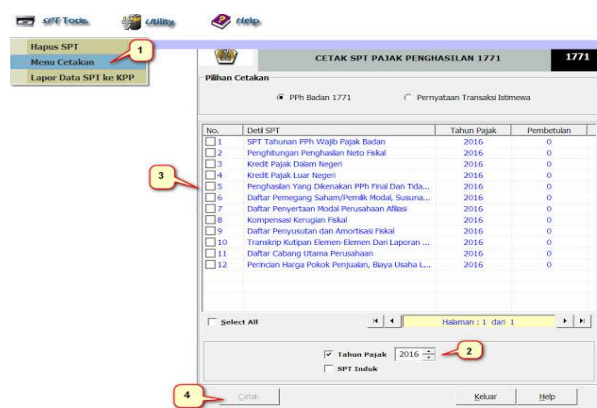 SPT Tools Utility Help
Hapus SPT
Menu Cetakan
Lapor Data SPT ke KPP
1
CETAK SPT PAJAK PENGHASILAN 1771 1771
Pilihan Cetakan
PPh Badan 1771 Pernyataan Transaksi Istimewa
No. Detil SPT Tahun Pajak Pembetulan
1 SPT Tahunan PPh Wajib Pajak Badan 2016 0
2 Penghitungan Penghasilan Neto Fiskal 2016 0
3 Kredit Pajak Dalam Negeri 2016 0
4 Kredit Pajak Luar Negeri 2016 0
3
5 Penghasilan Yang Dikenakan PPh Final Dan Tida... 2016 0
6 Daftar Pemegang Saham/Pemilik Modal, Susuna... 2016 0
7 Daftar Penyertaan Modal Perusahaan Afiliasi 2016 0
8 Kompensasi Kerugian Fiskal 2016 0
9 Daftar Penyusutan dan Amortisasi Fiskal 2016 0
10 Transkrip Kutipan Elemen-Elemen Dari Laporan ... 2016 0
11 Daftar Cabang Utama Perusahaan 2016 0
12 Perincian Harga Pokok Penjualan, Biaya Usaha L... 2016 0
Select All Halaman : 1 dari 1
Tahun Pajak 2016 2
SPT Induk
4 Cetak Keluar Help